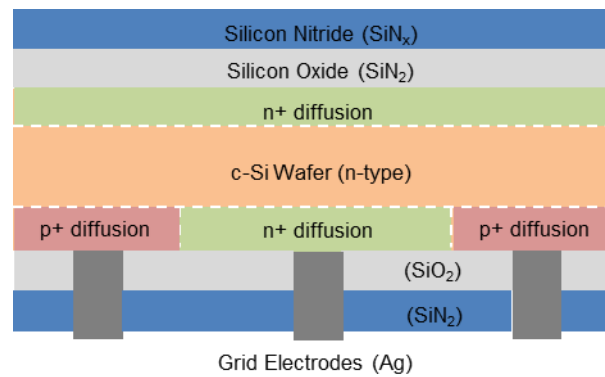 Silicon Nitride (SiNₓ)
Silicon Oxide (SiN₂)
n+ diffusion
c-Si Wafer (n-type)
p+ diffusion n+ diffusion p+ diffusion
(SiO₂)
(SiN₂)
Grid Electrodes (Ag)